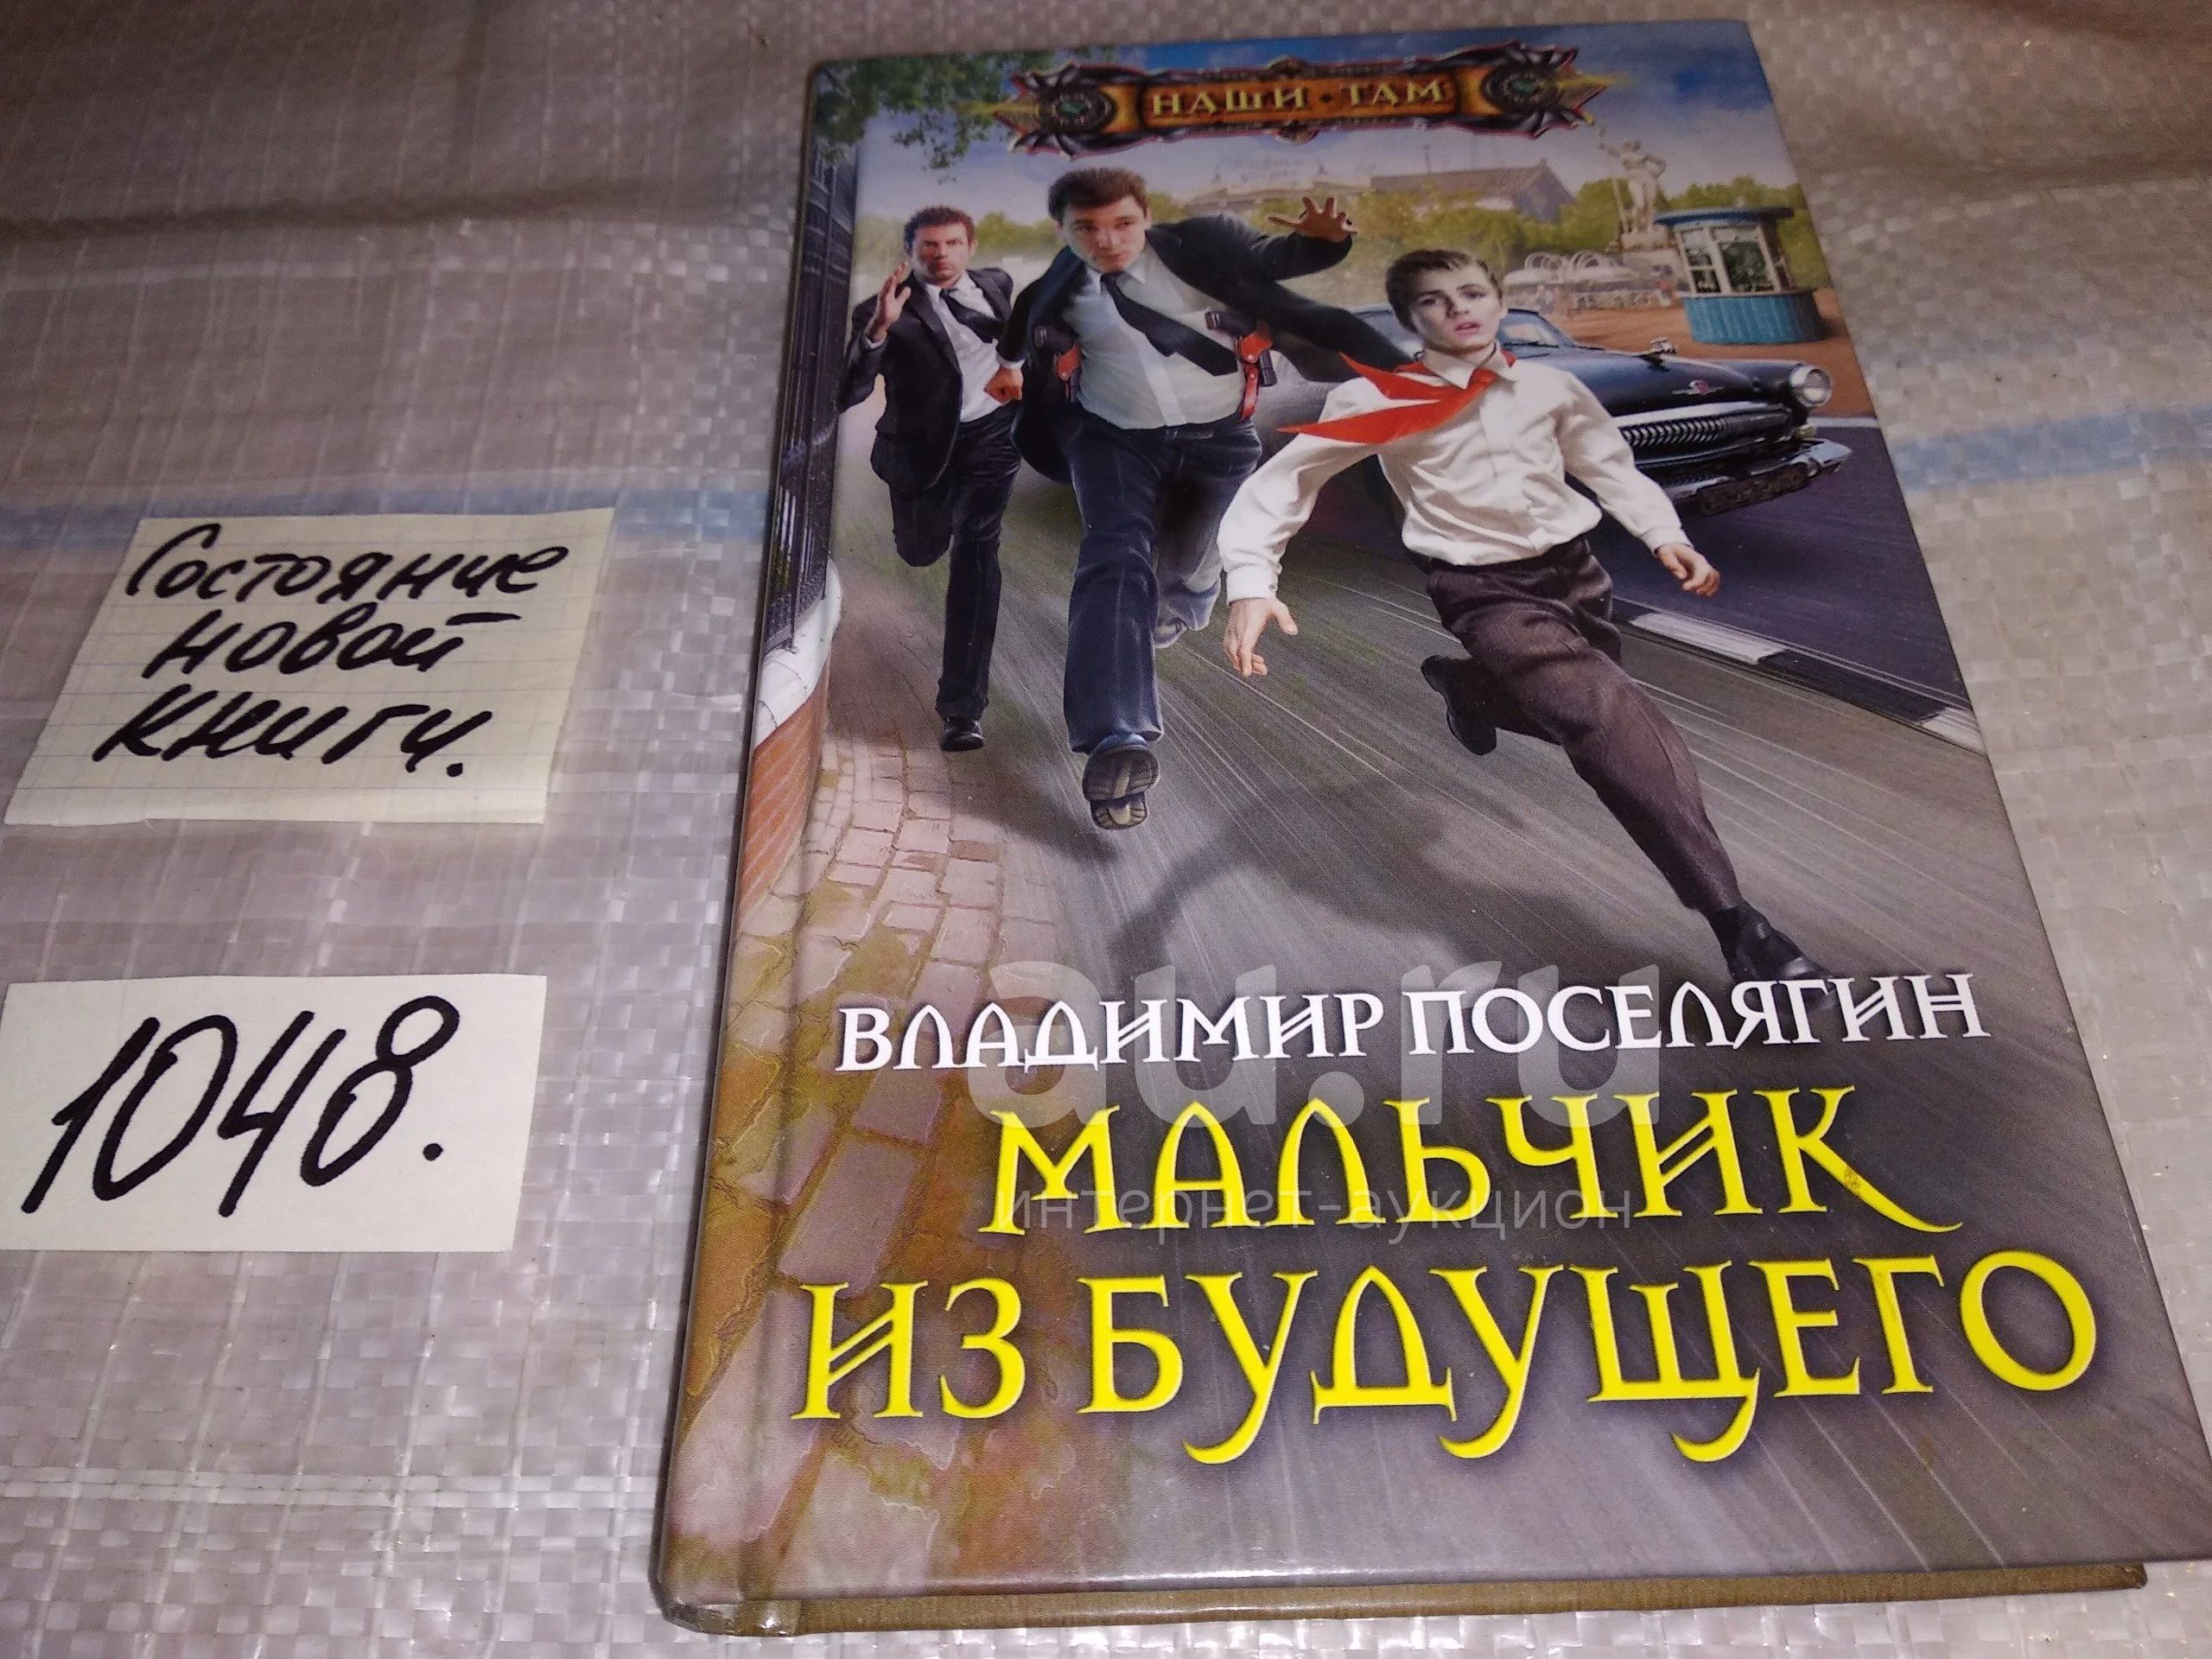 НАШИ • ТАМ
Состояние
новой
книги.
1048.
ВЛАДИМИР ПОСЕЛЯГИН
au.ru
МАЛЬЧИК
интернет-аукцион
ИЗ БУДУЩЕГО